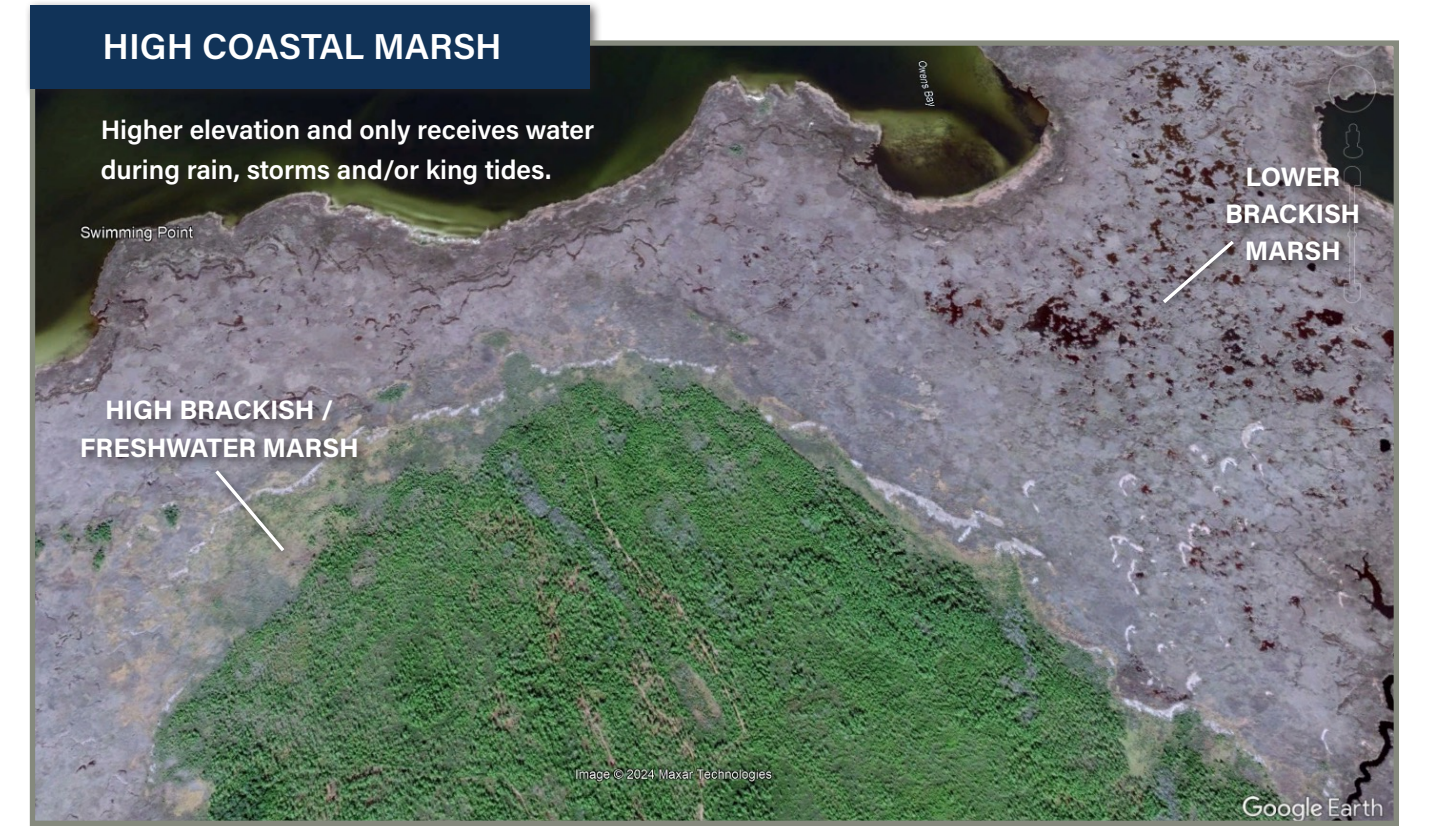 HIGH COASTAL MARSH
Higher elevation and only receives water
during rain, storms and/or king tides.
Owens Bay
Swimming Point
LOWER
BRACKISH
MARSH
HIGH BRACKISH /
FRESHWATER MARSH
Image © 2024 Maxar Technologies
Google Earth